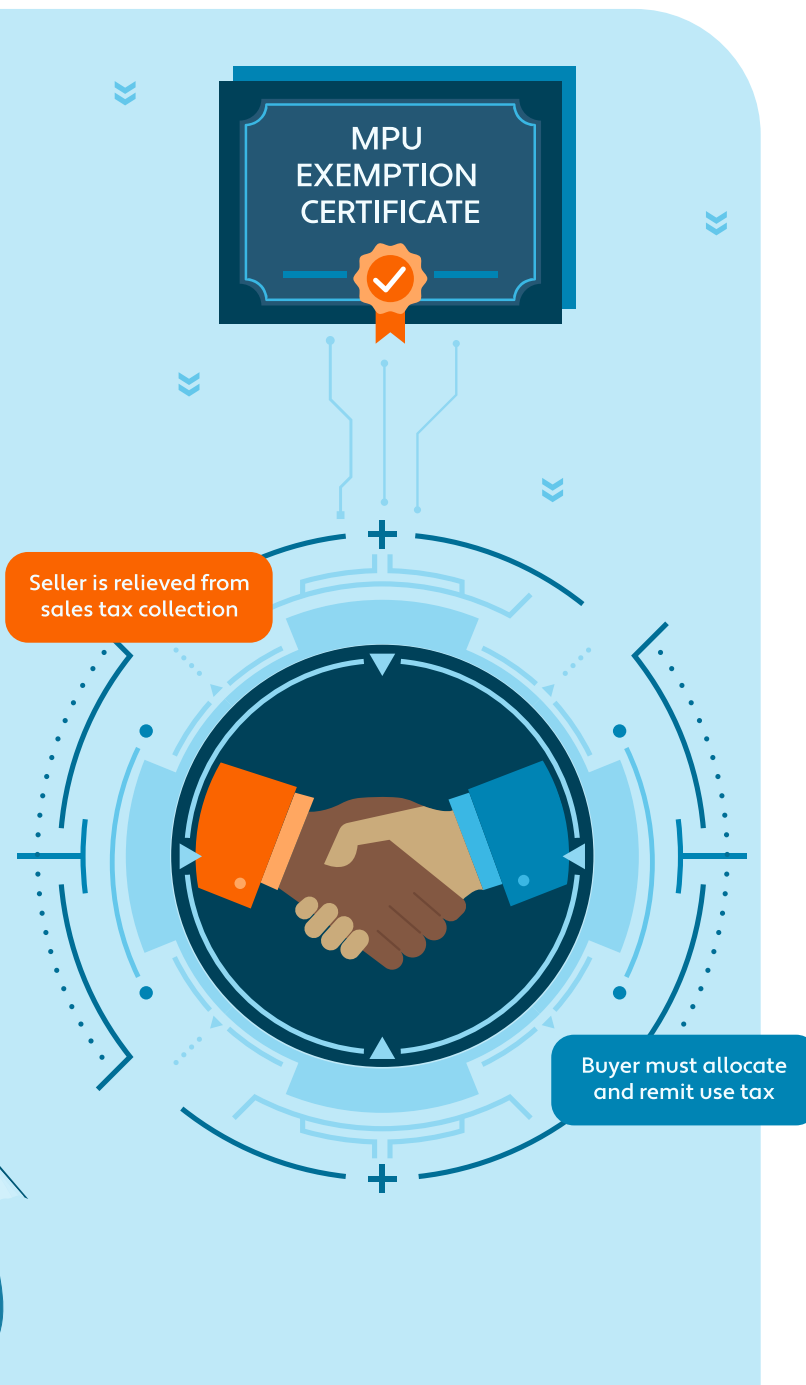 MPU
EXEMPTION
CERTIFICATE
Seller is relieved from
sales tax collection
Buyer must allocate
and remit use tax